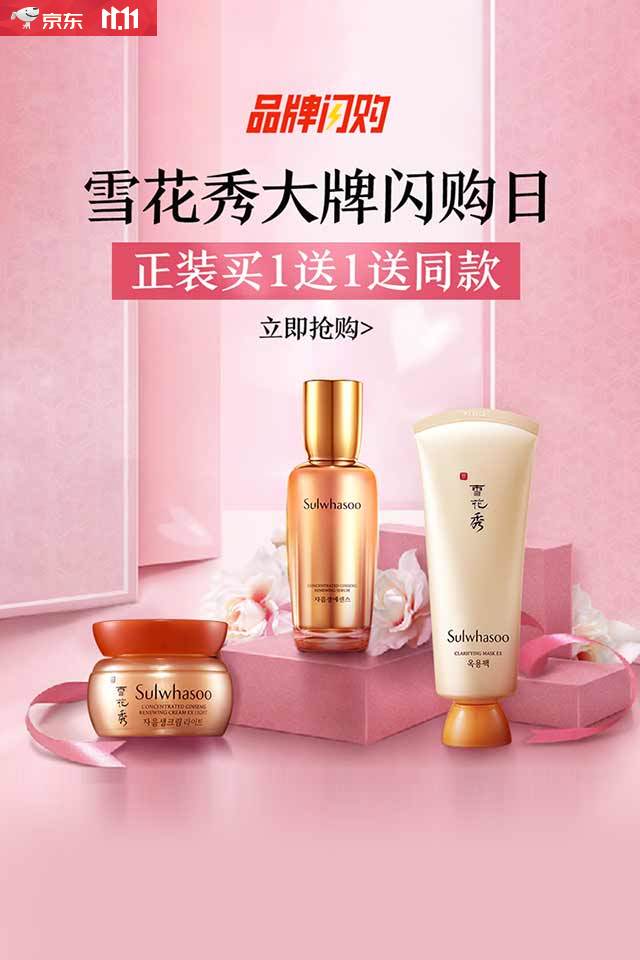 京东 11.11
品牌闪购
雪花秀大牌闪购日
正装买1送1送同款
立即抢购>
Sulwhasoo
CONCENTRATED GINSENG
RENEWING SERUM
자음생에센스
雪花秀
Sulwhasoo
CLARIFYING MASK EX
옥용팩
雪花秀
Sulwhasoo
CONCENTRATED GINSENG
RENEWING CREAM EX LIGHT
자음생크림 라이트